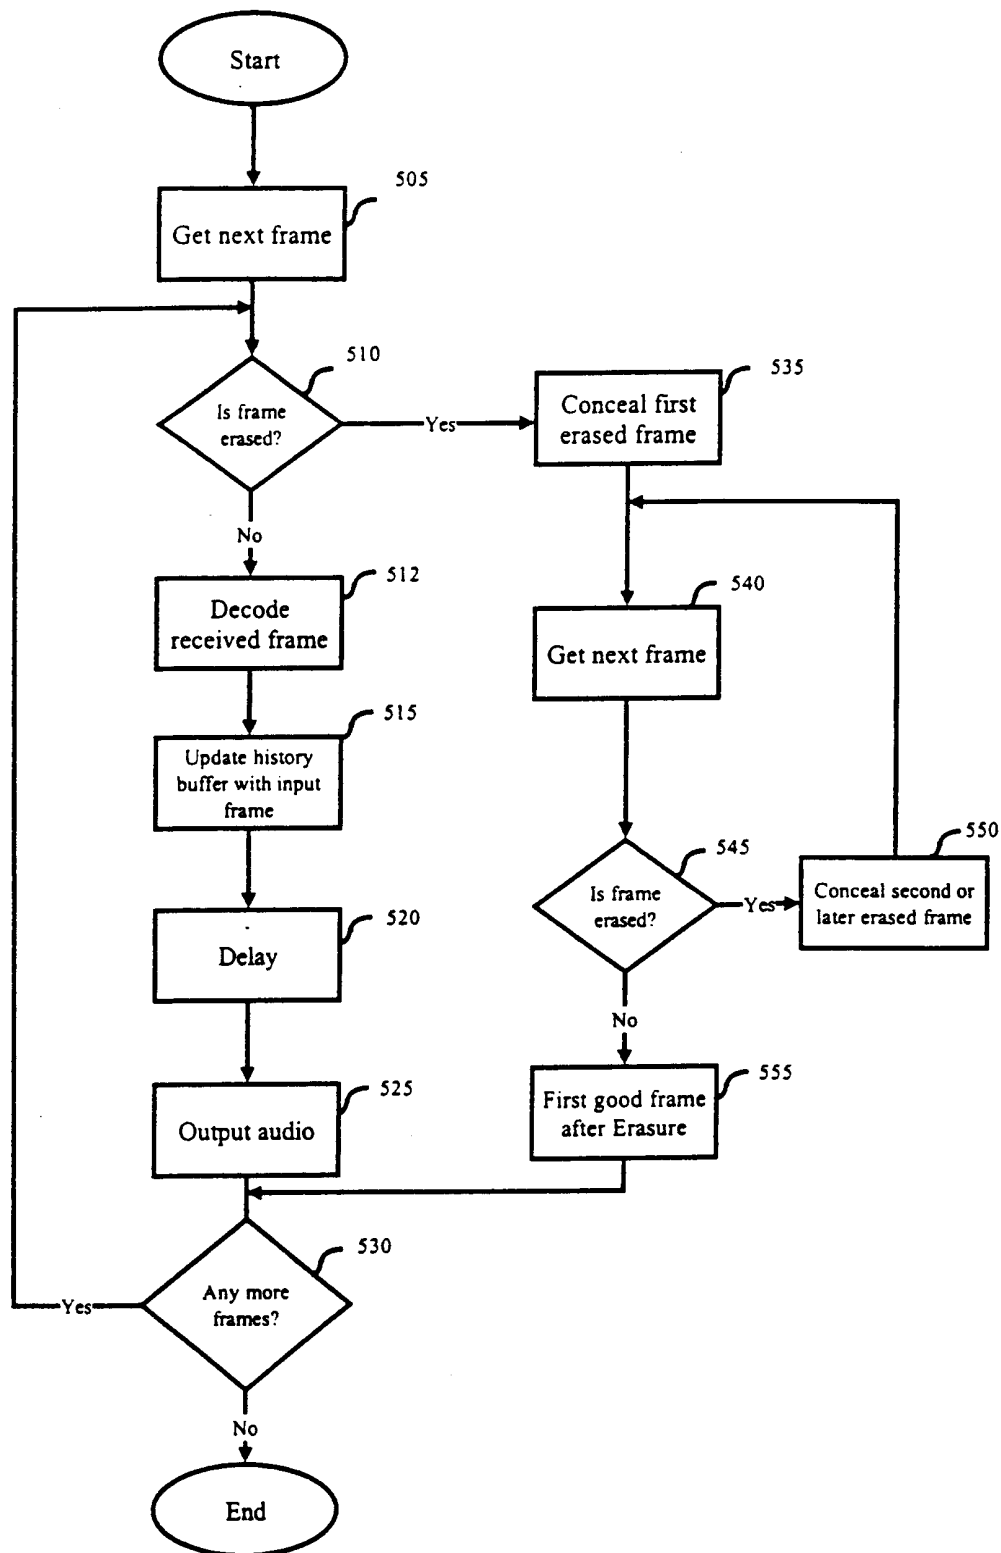 Start
505
Get next frame
510
Is frame
erased?
Yes
535
Conceal first
erased frame
No
512
Decode
received frame
540
Get next frame
515
Update history
buffer with input
frame
545
Is frame
erased?
Yes
550
Conceal second or
later erased frame
520
Delay
No
525
Output audio
555
First good frame
after Erasure
530
Any more
frames?
Yes
No
End